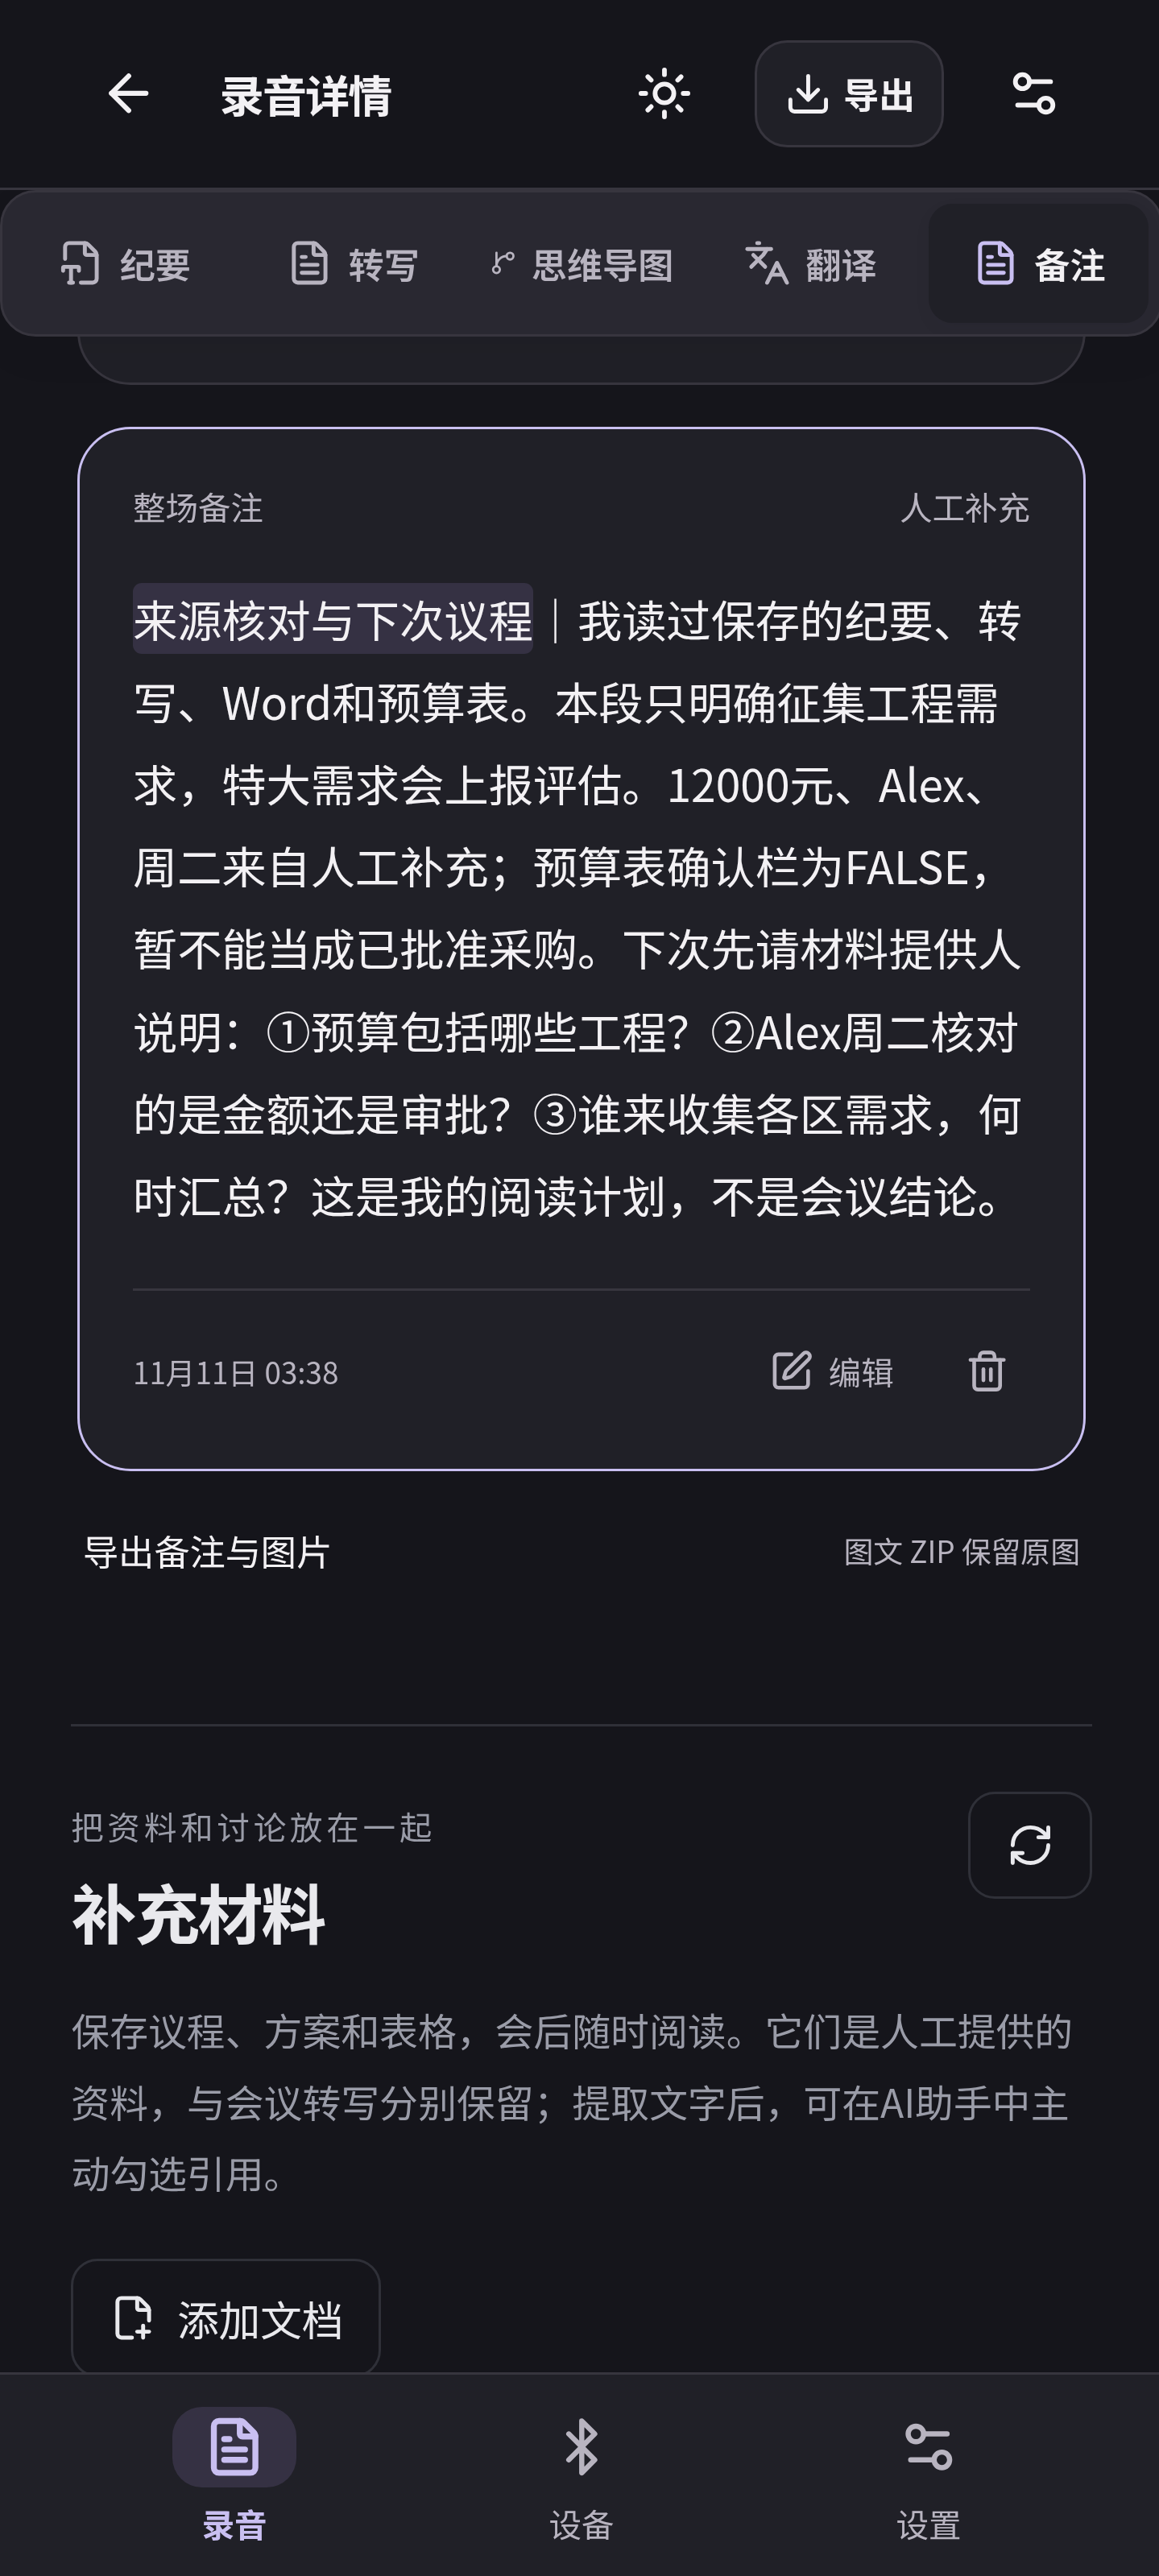 录音详情
导出
纪要
转写
思维导图
翻译
备注
整场备注
人工补充
来源核对与下次议程｜我读过保存的纪要、转
写、Word和预算表。本段只明确征集工程需
求，特大需求会上报评估。12000元、Alex、
周二来自人工补充；预算表确认栏为FALSE，
暂不能当成已批准采购。下次先请材料提供人
说明：①预算包括哪些工程？②Alex周二核对
的是金额还是审批？③谁来收集各区需求，何
时汇总？这是我的阅读计划，不是会议结论。
11月11日 03:38
编辑
导出备注与图片
图文 ZIP 保留原图
把资料和讨论放在一起
补充材料
保存议程、方案和表格，会后随时阅读。它们是人工提供的
资料，与会议转写分别保留；提取文字后，可在AI助手中主
动勾选引用。
添加文档
录音
设备
设置